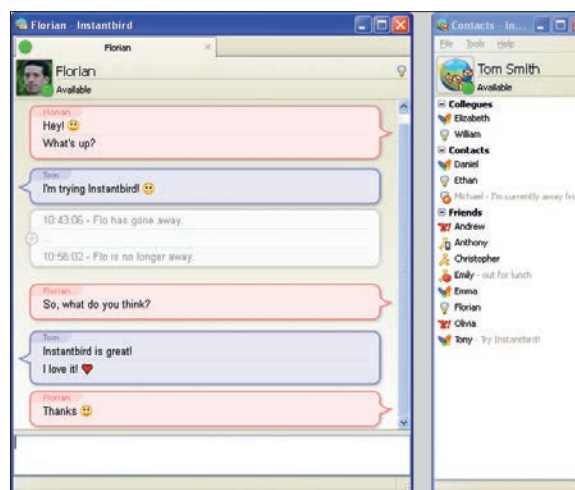 Florian - Instantbird
Florian
Florian
Available
Florian
Hey!
What's up?
Tom
I'm trying Instantbird!
10:43:06 - Flo has gone away.
...
10:56:02 - Flo is no longer away.
Florian
So, what do you think?
Tom
Instantbird is great!
I love it!
Florian
Thanks
Contacts - In...
File Tools Help
Tom Smith
Available
Collegues
Elizabeth
William
Contacts
Daniel
Ethan
Michael - I'm currently away fro
Friends
Andrew
Anthony
Christopher
Emily - out for lunch
Emma
Florian
Olivia
Tony - Try Instantbird!